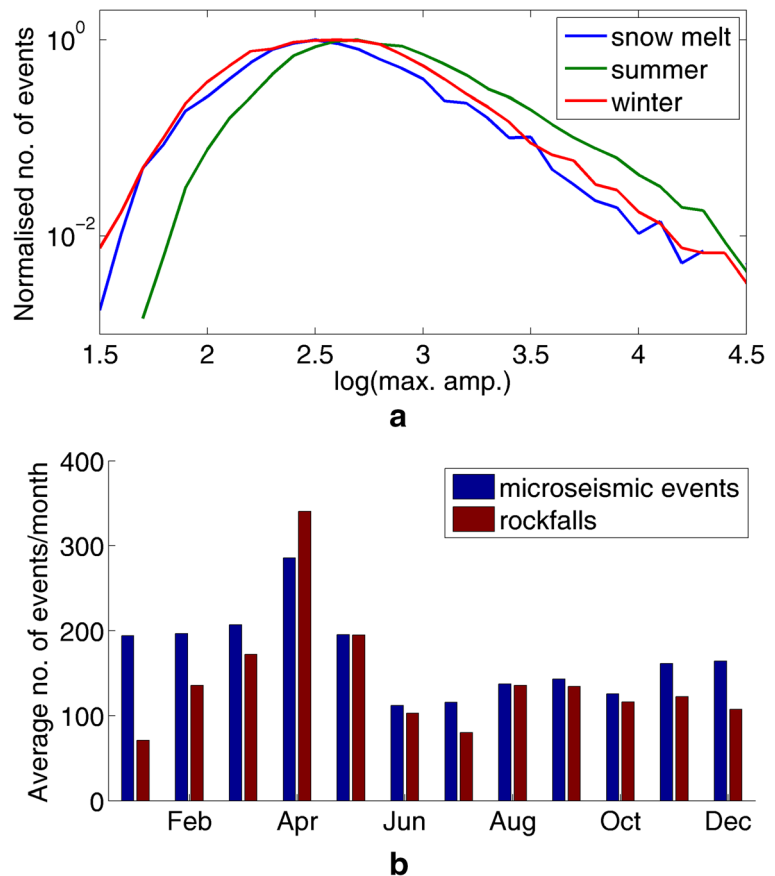 Normalised no. of events
10⁰
10⁻²
snow melt
summer
winter
1.5 2 2.5 3 3.5 4 4.5
log(max. amp.)
a
Average no. of events/month
400
300
200
100
0
microseismic events
rockfalls
Feb Apr Jun Aug Oct Dec
b